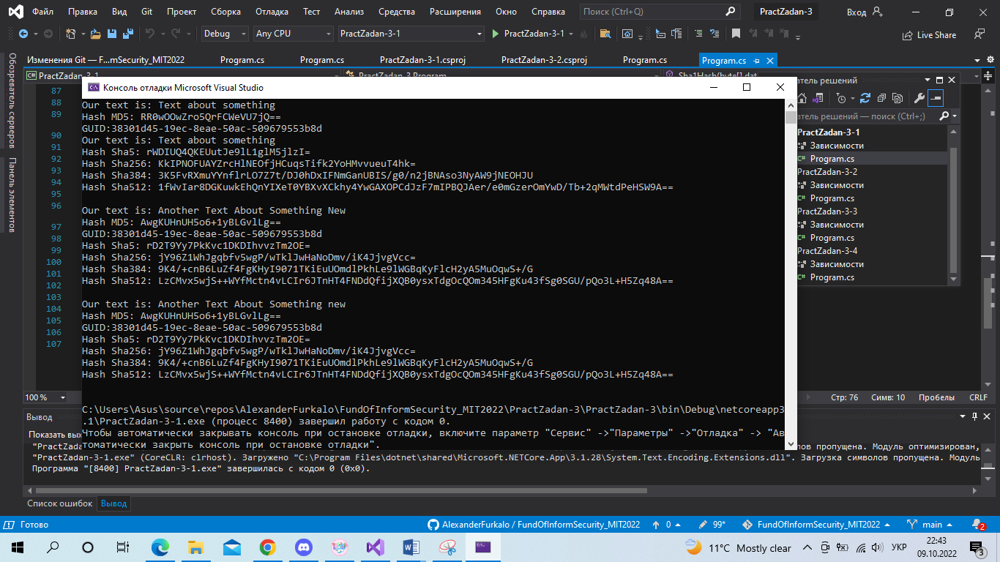 Файл Правка Вид Git Проект Сборка Отладка Тест Анализ Средства Расширения Окно Справка Поиск (Ctrl+Q) PractZadan-3 Вход
Debug Any CPU PractZadan-3-1 PractZadan-3-1 Live Share
Изменения Git — F...mSecurity_MIT2022 Program.cs Program.cs PractZadan-3-1.csproj PractZadan-3-2.csproj Program.cs Program.cs
Обозреватель серверов
Панель элементов
PractZadan-3-1 PractZadan-3.Program Sha1Hash(byte[] dat
87
88
89
90
91
92
93
94
95
96
97
98
99
100
101
102
103
104
105
106
107
Консоль отладки Microsoft Visual Studio
Our text is: Text about something
Hash MD5: RR0wOOwZro5QrFCWeVU7jQ==
GUID:38301d45-19ec-8eae-50ac-509679553b8d
Our text is: Text about something
Hash Sha5: rWDIUQ4QKEUutJe9lL1glM5jlzI=
Hash Sha256: KkIPNOFUAYZrcHlNEOfjHCuqsTifk2YoHMvvueuT4hk=
Hash Sha384: 3K5FvRXmuYYnflrLO7Z7t/DJ0hDxIFNmGanUBIS/g0/n2jBNAso3NyAW9jNEOHJU
Hash Sha512: 1fWvIar8DGKuwkEhQnYIXeT0YBXvXCkhy4YwGAXOPCdJzF7mIPBQJAer/e0mGzerOmYwD/Tb+2qMWtdPeHSW9A==
Our text is: Another Text About Something New
Hash MD5: AwgKUHnUH5o6+1yBLGvlLg==
GUID:38301d45-19ec-8eae-50ac-509679553b8d
Hash Sha5: rD2T9Yy7PkKvc1DKDIhvvzTm2OE=
Hash Sha256: jY96Z1WhJgqbfv5wgP/wTklJwHaNoDmv/iK4JjvgVcc=
Hash Sha384: 9K4/+cnB6LuZf4FgKHyI9071TKiEuUOmdlPkhLe9lWGBqKyFlcH2yA5MuOqwS+/G
Hash Sha512: LzCMvx5wjS++WYfMctn4vLCIr6JTnHT4FNDdQfijXQB0ysxTdgOcQOm345HFgKu43fSg0SGU/pQo3L+H5Zq48A==
Our text is: Another Text About Something new
Hash MD5: AwgKUHnUH5o6+1yBLGvlLg==
GUID:38301d45-19ec-8eae-50ac-509679553b8d
Hash Sha5: rD2T9Yy7PkKvc1DKDIhvvzTm2OE=
Hash Sha256: jY96Z1WhJgqbfv5wgP/wTklJwHaNoDmv/iK4JjvgVcc=
Hash Sha384: 9K4/+cnB6LuZf4FgKHyI9071TKiEuUOmdlPkhLe9lWGBqKyFlcH2yA5MuOqwS+/G
Hash Sha512: LzCMvx5wjS++WYfMctn4vLCIr6JTnHT4FNDdQfijXQB0ysxTdgOcQOm345HFgKu43fSg0SGU/pQo3L+H5Zq48A==
C:\Users\Asus\source\repos\AlexanderFurkalo\FundOfInformSecurity_MIT2022\PractZadan-3\PractZadan-3\bin\Debug\netcoreapp3
.1\PractZadan-3-1.exe (процесс 8400) завершил работу с кодом 0.
Чтобы автоматически закрывать консоль при остановке отладки, включите параметр "Сервис" ->"Параметры" ->"Отладка" -> "Ав
томатически закрыть консоль при остановке отладки".
атель решений
атель решений — поиск (Ctrl+;)
PractZadan-3-1
Зависимости
Program.cs
PractZadan-3-2
Зависимости
Program.cs
PractZadan-3-3
Зависимости
Program.cs
PractZadan-3-4
Зависимости
Program.cs
100 % Стр: 76 Симв: 10 Пробелы CRLF
Вывод
Показать вых
"PractZada лов пропущена. Модуль оптимизирован,
"PractZadan-3-1.exe" (CoreCLR: clrhost). Загружено "C:\Program Files\dotnet\shared\Microsoft.NETCore.App\3.1.28\System.Text.Encoding.Extensions.dll". Загрузка символов пропущена. Модуль
Программа "[8400] PractZadan-3-1.exe" завершилась с кодом 0 (0x0).
Список ошибок Вывод
Готово AlexanderFurkalo / FundOfInformSecurity_MIT2022 0 99* FundOfInformSecurity_MIT2022 main 2
11°C Mostly clear УКР 22:43
09.10.2022 3